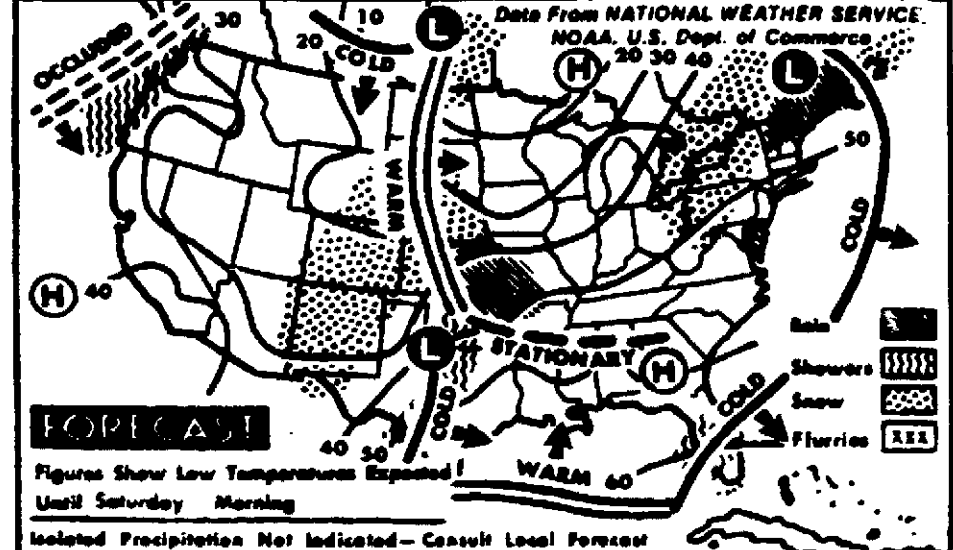 Data From NATIONAL WEATHER SERVICE,
NOAA, U.S. Dept. of Commerce
OCCLUDED
30
20
10
COLD
L
H
20 30 40
L
50
WARM
COLD
H 40
L
STATIONARY
H
COLD
COLD
WARM 60
40 50
Rain
Showers
Snow
Flurries
FORECAST
Figures Show Low Temperatures Expected
Until Saturday Morning
Isolated Precipitation Not Indicated— Consult Local Forecast